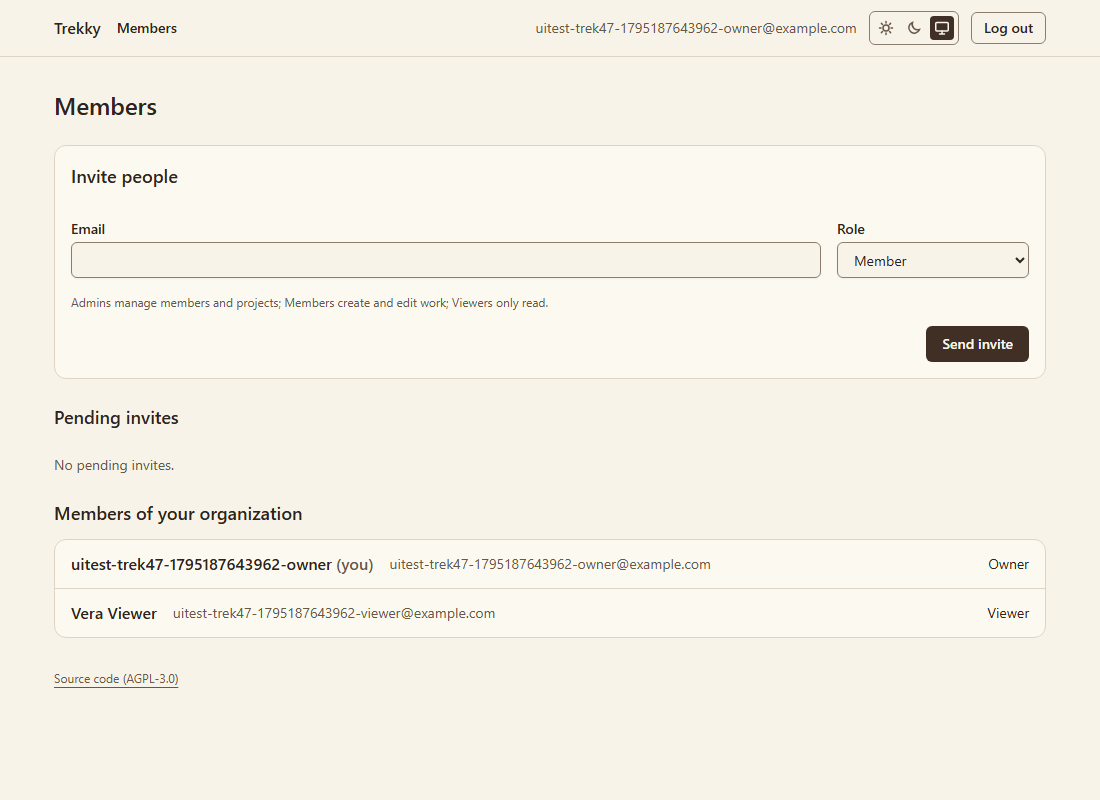 Trekky Members uitest-trek47-1795187643962-owner@example.com Log out
Members
Invite people
Email Role
Member
Admins manage members and projects; Members create and edit work; Viewers only read.
Send invite
Pending invites
No pending invites.
Members of your organization
uitest-trek47-1795187643962-owner (you) uitest-trek47-1795187643962-owner@example.com Owner
Vera Viewer uitest-trek47-1795187643962-viewer@example.com Viewer
Source code (AGPL-3.0)